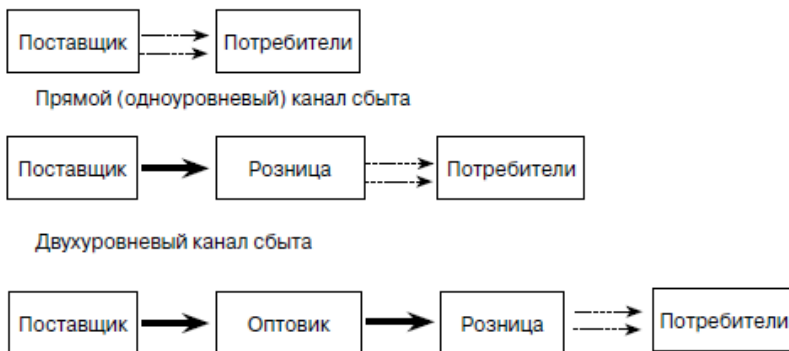 Поставщик Потребители
Прямой (одноуровневый) канал сбыта
Поставщик Розница Потребители
Двухуровневый канал сбыта
Поставщик Оптовик Розница Потребители